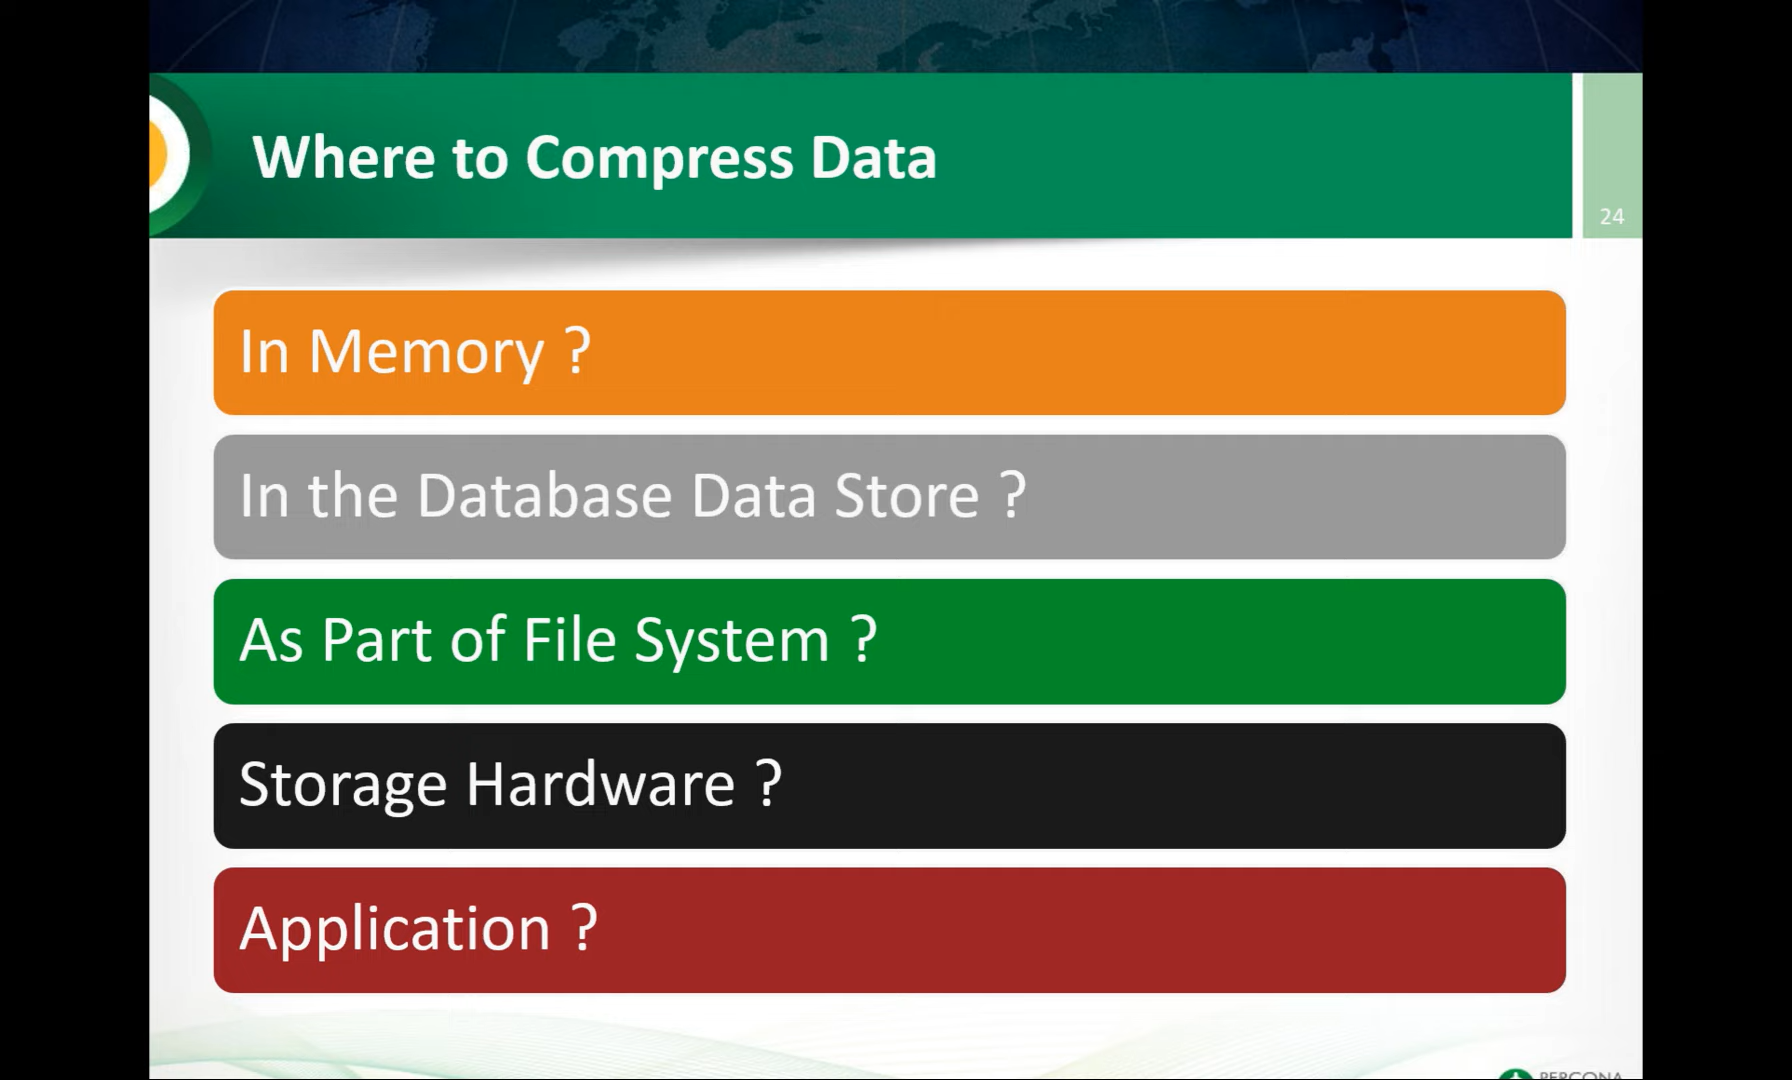 Where to Compress Data
24
In Memory ?
In the Database Data Store ?
As Part of File System ?
Storage Hardware ?
Application ?
PERCONA